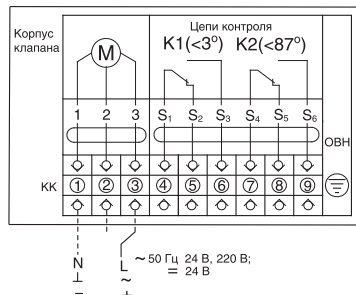 Корпус клапана
Цепи контроля
K1(<3°) K2(<87°)
M
1 2 3 S₁ S₂ S₃ S₄ S₅ S₆
ОВН
КК 1 2 3 4 5 6 7 8 9
N L ~ 50 Гц 24 В, 220 В;
⊥ ~ = 24 В
– +